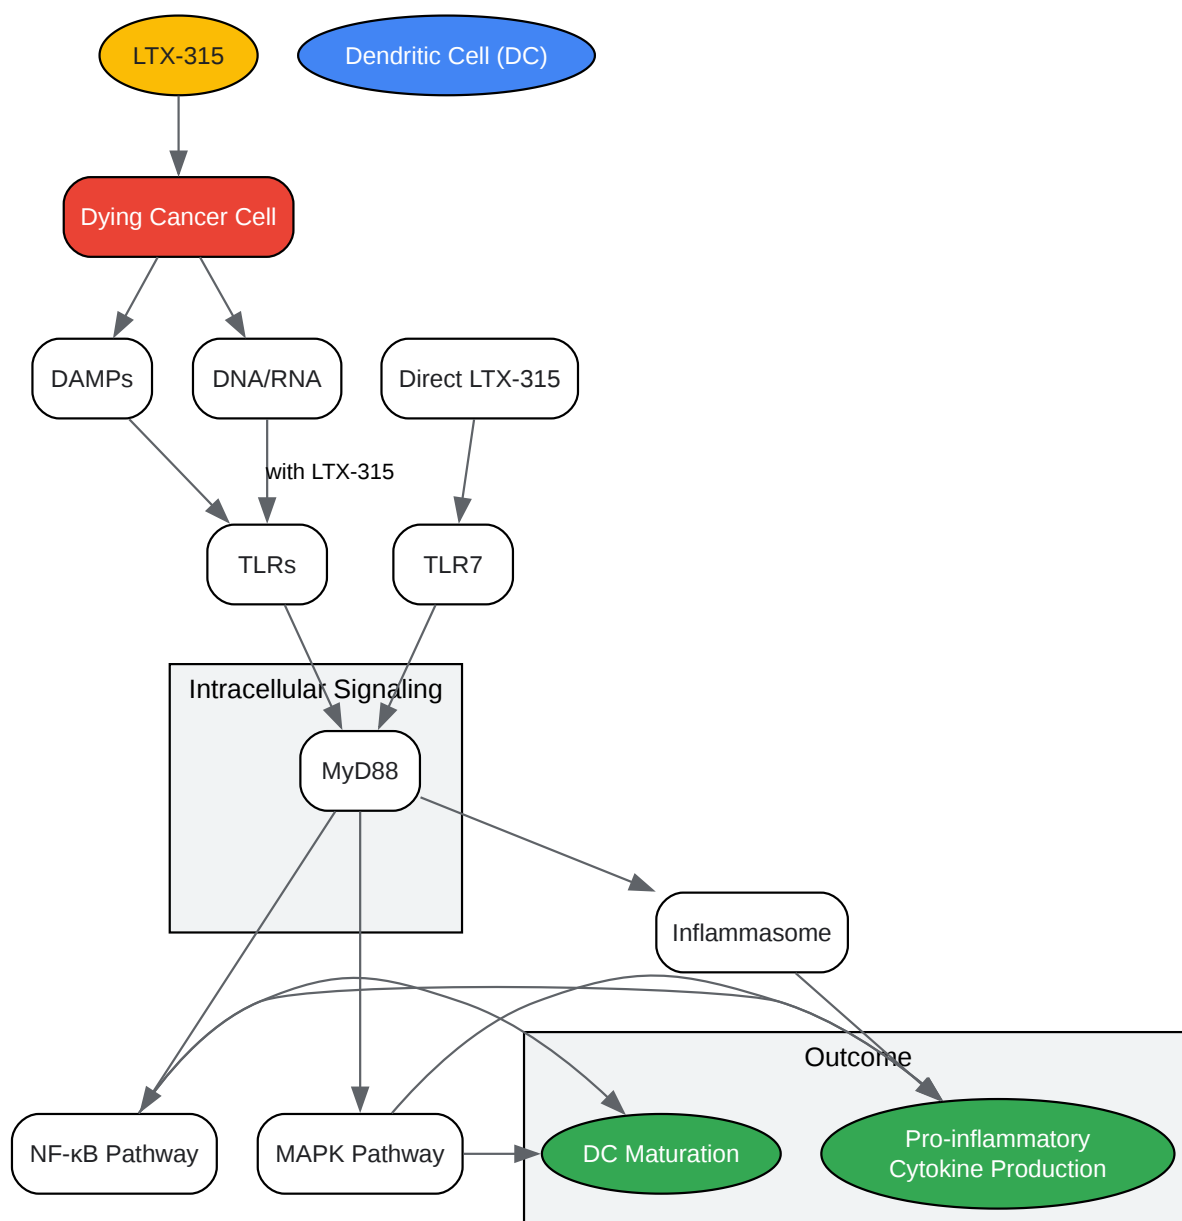 LTX-315
Dendritic Cell (DC)
Dying Cancer Cell
DAMPs
DNA/RNA
Direct LTX-315
with LTX-315
TLRs
TLR7
Intracellular Signaling
MyD88
Inflammasome
Outcome
NF-κB Pathway
MAPK Pathway
DC Maturation
Pro-inflammatory
Cytokine Production